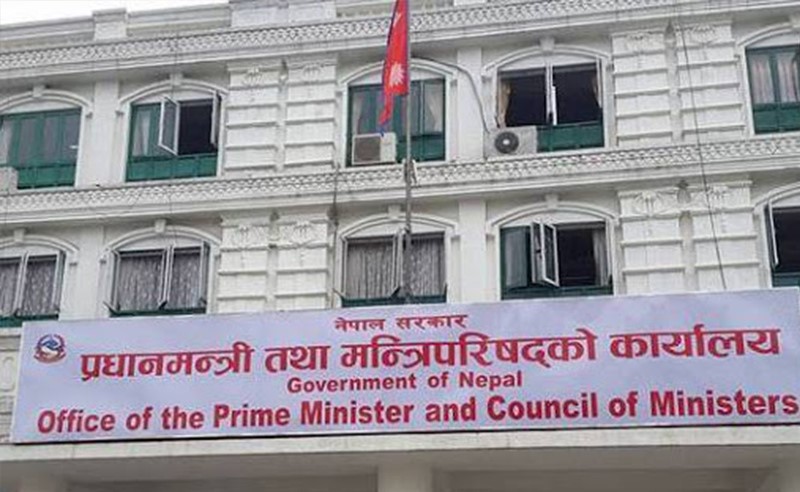 नेपाल सरकार
प्रधानमन्त्री तथा मन्त्रिपरिषद्को कार्यालय
Government of Nepal
Office of the Prime Minister and Council of Ministers